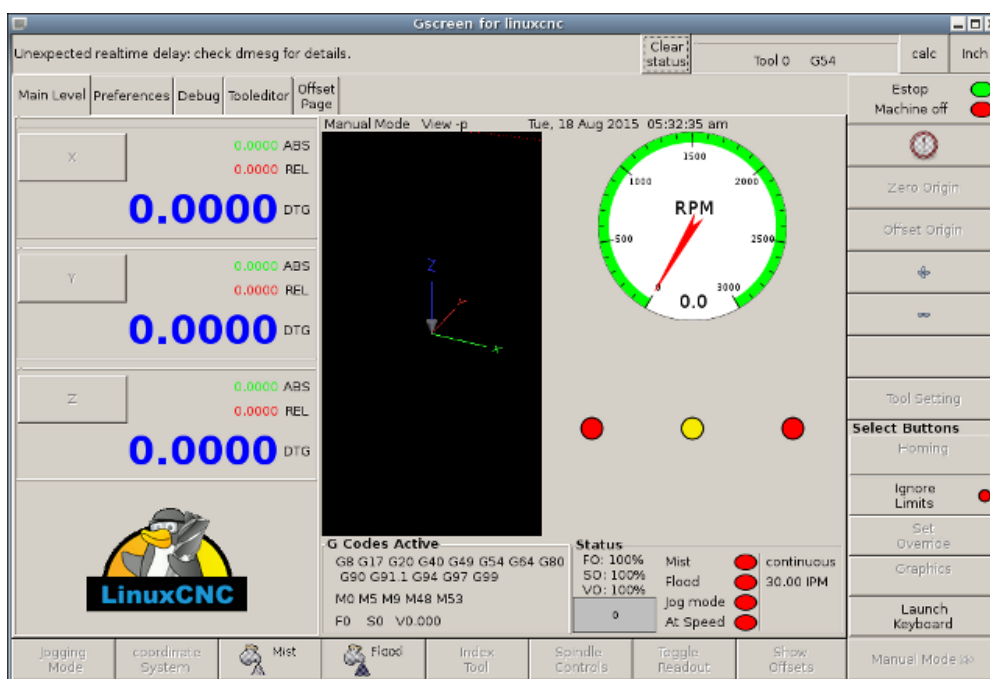 Gscreen for linuxcnc
Unexpected realtime delay: check dmesg for details.
Clear
status
Tool 0 G54
calc
Inch
Main Level
Preferences
Debug
Tooleditor
Offset
Page
Estop
Machine off
Manual Mode View -p Tue, 18 Aug 2015 05:32:35 am
X
0.0000 ABS
0.0000 REL
0.0000 DTG
Y
0.0000 ABS
0.0000 REL
0.0000 DTG
Z
0.0000 ABS
0.0000 REL
0.0000 DTG
LinuxCNC
Z
Y
X
0
500
1000
1500
2000
2500
3000
RPM
0.0
Zero Origin
Offset Origin
Tool Setting
Select Buttons
Homing
Ignore
Limits
Set
Override
Graphics
Launch
Keyboard
G Codes Active
G8 G17 G20 G40 G49 G54 G64 G80
G90 G91.1 G94 G97 G99
M0 M5 M9 M48 M53
F0 S0 V0.000
Status
FO: 100%
SO: 100%
VO: 100%
0
Mist
Flood
Jog mode
At Speed
continuous
30.00 IPM
Jogging
Mode
coordinate
System
Mist
Flood
Index
Tool
Spindle
Controls
Toggle
Readout
Show
Offsets
Manual Mode